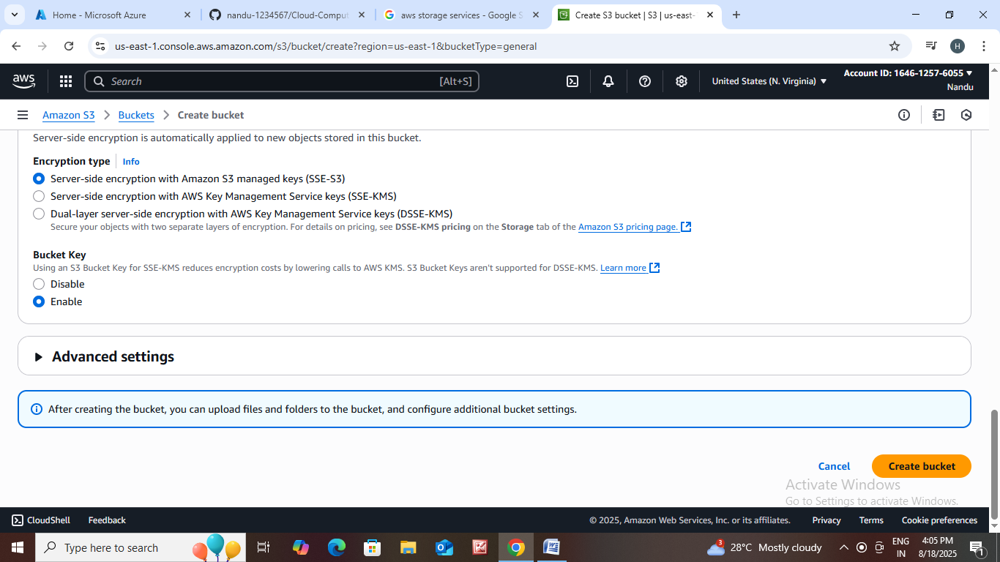 Home - Microsoft Azure
nandu-1234567/Cloud-Comput
aws storage services - Google S
Create S3 bucket | S3 | us-east-
us-east-1.console.aws.amazon.com/s3/bucket/create?region=us-east-1&bucketType=general
H
aws
Search
[Alt+S]
United States (N. Virginia)
Account ID: 1646-1257-6055
Nandu
Amazon S3
Buckets
Create bucket
Server-side encryption is automatically applied to new objects stored in this bucket.
Encryption type
Info
Server-side encryption with Amazon S3 managed keys (SSE-S3)
Server-side encryption with AWS Key Management Service keys (SSE-KMS)
Dual-layer server-side encryption with AWS Key Management Service keys (DSSE-KMS)
Secure your objects with two separate layers of encryption. For details on pricing, see DSSE-KMS pricing on the Storage tab of the Amazon S3 pricing page.
Bucket Key
Using an S3 Bucket Key for SSE-KMS reduces encryption costs by lowering calls to AWS KMS. S3 Bucket Keys aren't supported for DSSE-KMS. Learn more
Disable
Enable
Advanced settings
After creating the bucket, you can upload files and folders to the bucket, and configure additional bucket settings.
Cancel
Create bucket
Activate Windows
Go to Settings to activate Windows.
CloudShell
Feedback
© 2025, Amazon Web Services, Inc. or its affiliates.
Privacy
Terms
Cookie preferences
Type here to search
3
28°C Mostly cloudy
ENG
IN
4:05 PM
8/18/2025
1